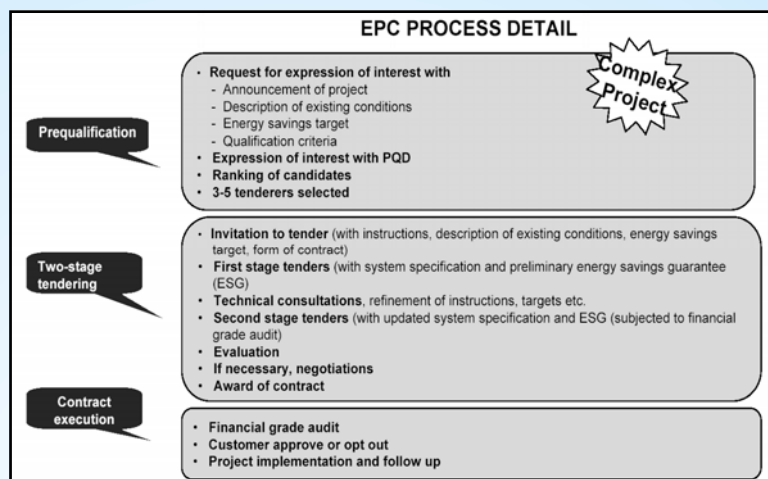 EPC PROCESS DETAIL
Complex
Project
Prequalification
• Request for expression of interest with
- Announcement of project
- Description of existing conditions
- Energy savings target
- Qualification criteria
• Expression of interest with PQD
• Ranking of candidates
• 3-5 tenderers selected
Two-stage
tendering
• Invitation to tender (with instructions, description of existing conditions, energy savings
target, form of contract)
• First stage tenders (with system specification and preliminary energy savings guarantee
(ESG)
• Technical consultations, refinement of instructions, targets etc.
• Second stage tenders (with updated system specification and ESG (subjected to financial
grade audit)
• Evaluation
• If necessary, negotiations
• Award of contract
Contract
execution
• Financial grade audit
• Customer approve or opt out
• Project implementation and follow up